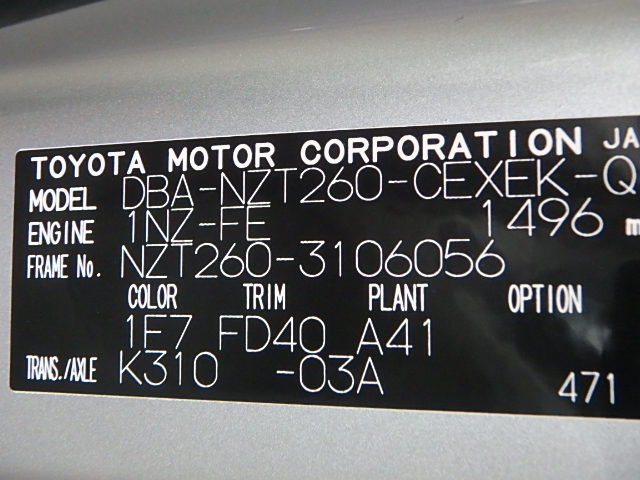 TOYOTA MOTOR CORPORATION JA
MODEL DBA-NZT260-CEXEK-Q
ENGINE 1NZ-FE 1496 m
FRAME No. NZT260-3106056
COLOR TRIM PLANT OPTION
1F7 FD40 A41
TRANS./AXLE K310 -03A
471